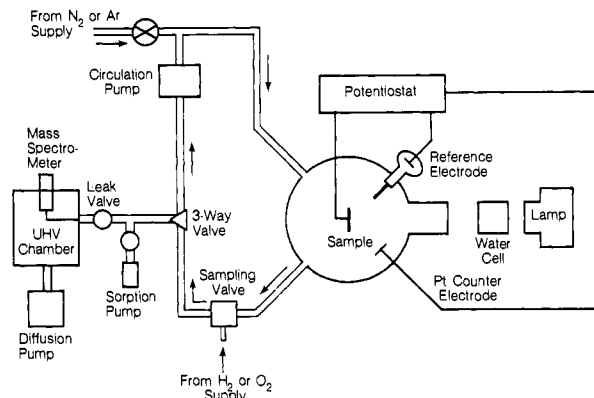 From N2 or Ar
Supply
Circulation
Pump
Potentiostat
Mass
Spectro-
Meter
Leak
Valve
Reference
Electrode
UHV
Chamber
3-Way
Valve
Sample
Water
Cell
Lamp
Sorption
Pump
Sampling
Valve
Pt Counter
Electrode
Diffusion
Pump
From H2 or O2
Supply